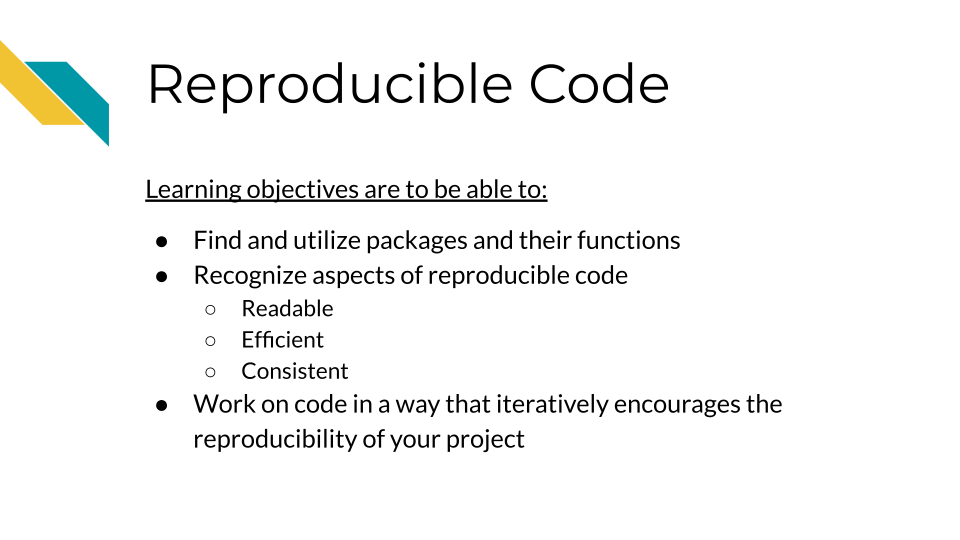 Reproducible Code
Learning objectives are to be able to:
● Find and utilize packages and their functions
● Recognize aspects of reproducible code
○ Readable
○ Efficient
○ Consistent
● Work on code in a way that iteratively encourages the
reproducibility of your project